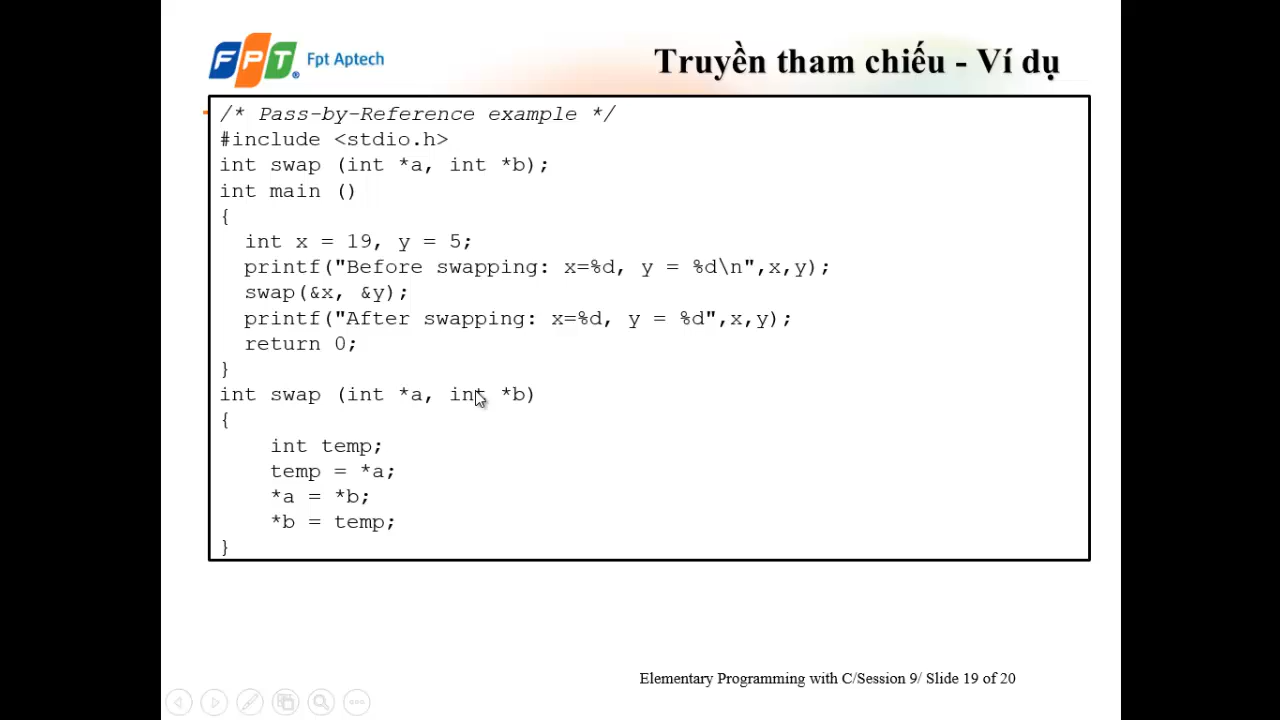 FPT Fpt Aptech
Truyền tham chiếu - Ví dụ
/* Pass-by-Reference example */
#include <stdio.h>
int swap (int *a, int *b);
int main ()
{
  int x = 19, y = 5;
  printf("Before swapping: x=%d, y = %d\n",x,y);
  swap(&x, &y);
  printf("After swapping: x=%d, y = %d",x,y);
  return 0;
}
int swap (int *a, int *b)
{
    int temp;
    temp = *a;
    *a = *b;
    *b = temp;
}
Elementary Programming with C/Session 9/ Slide 19 of 20